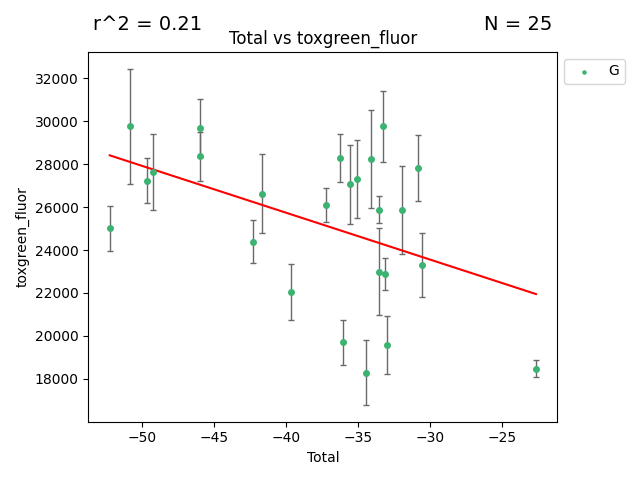 r^2 = 0.21
N = 25
Total vs toxgreen_fluor
G
32000
30000
28000
26000
24000
22000
20000
18000
toxgreen_fluor
−50
−45
−40
−35
−30
−25
Total